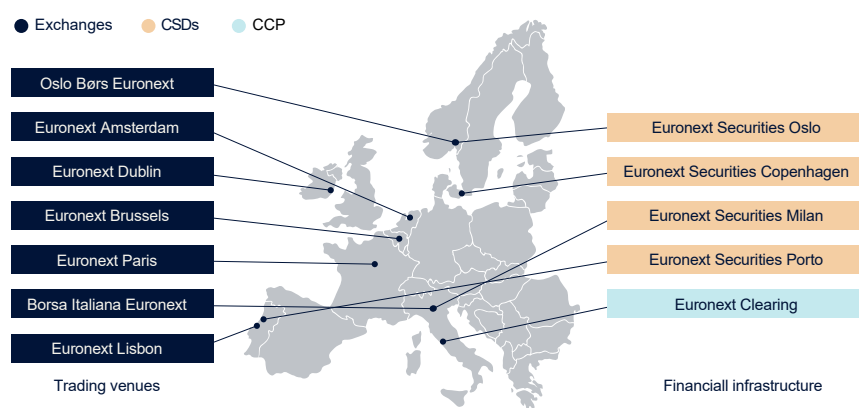 Exchanges
CSDs
CCP
Oslo Børs Euronext
Euronext Amsterdam
Euronext Dublin
Euronext Brussels
Euronext Paris
Borsa Italiana Euronext
Euronext Lisbon
Trading venues
Euronext Securities Oslo
Euronext Securities Copenhagen
Euronext Securities Milan
Euronext Securities Porto
Euronext Clearing
Financiall infrastructure